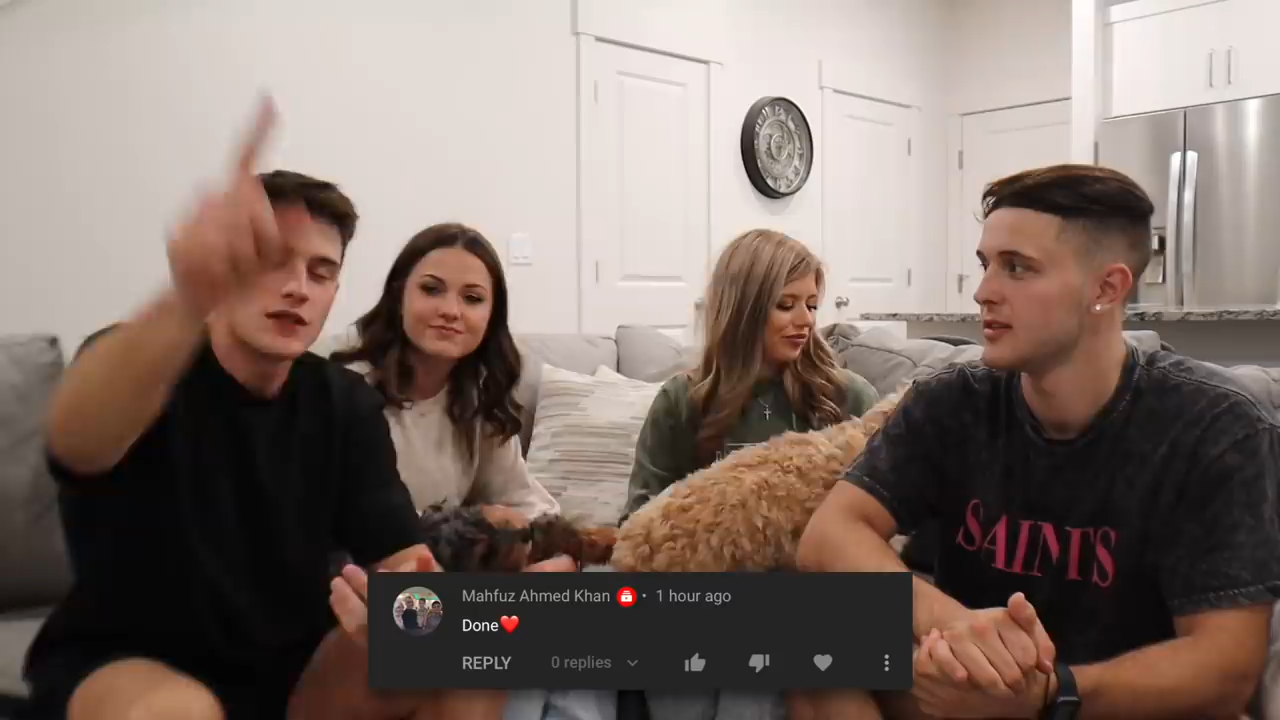 SAINTS
Mahfuz Ahmed Khan • 1 hour ago
Done❤️
REPLY 0 replies